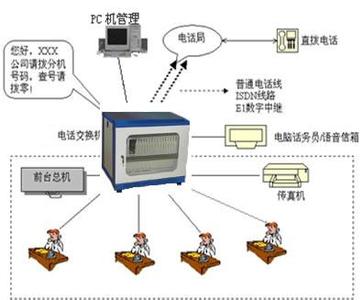 PC 机管理
您好，XXX
公司请拨分机
号码，查号请
拨零！
电话局
直拨电话
普通电话线
ISDN线路
E1数字中继
电话交换机
电脑话务员/语音信箱
前台总机
传真机